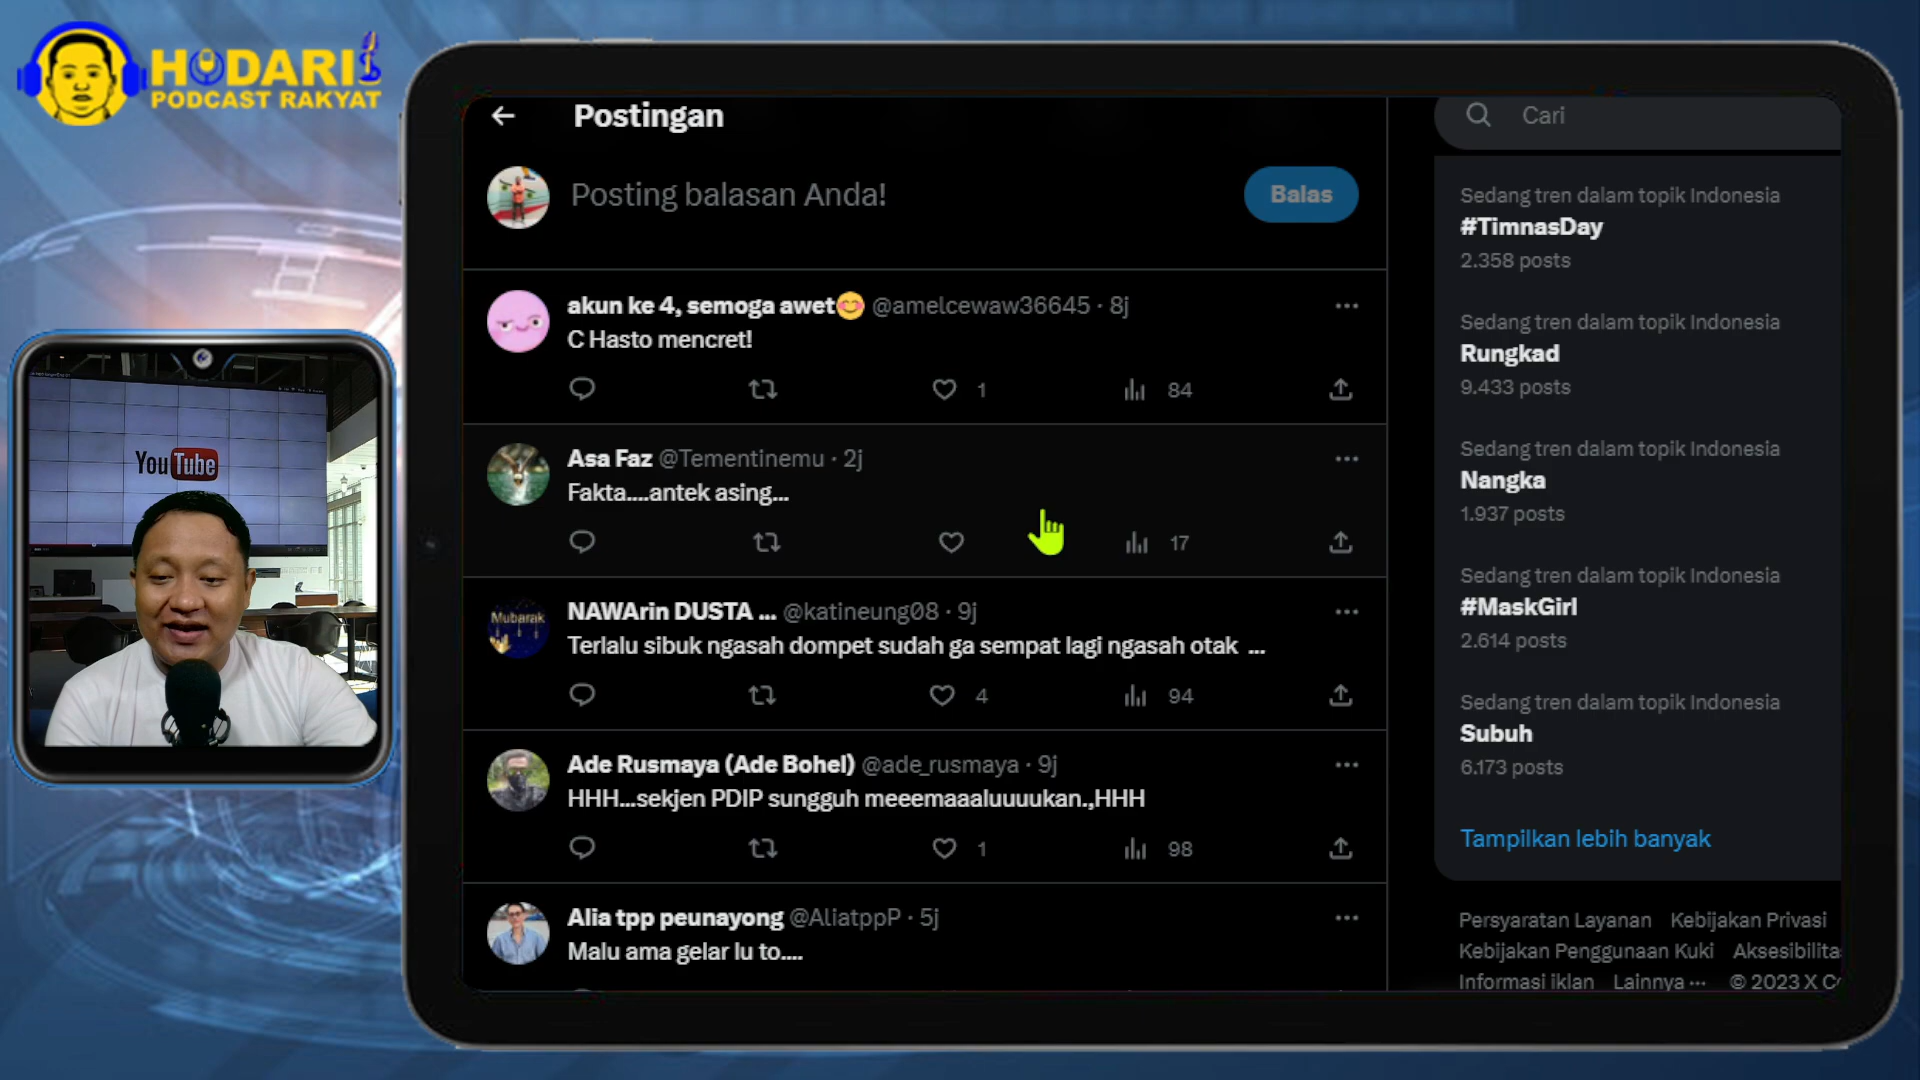 HODARI
PODCAST RAKYAT
YouTube
Postingan
Posting balasan Anda!
Balas
akun ke 4, semoga awet😊 @amelcewaw36645 · 8j
C Hasto mencret!
1 84
Asa Faz @Tementinemu · 2j
Fakta....antek asing...
17
Mubarak
NAWArin DUSTA ... @katineung08 · 9j
Terlalu sibuk ngasah dompet sudah ga sempat lagi ngasah otak ...
4 94
Ade Rusmaya (Ade Bohel) @ade_rusmaya · 9j
HHH...sekjen PDIP sungguh meeemaaaluuuukan.,HHH
1 98
Alia tpp peunayong @AliatppP · 5j
Malu ama gelar lu to....
Cari
Sedang tren dalam topik Indonesia
#TimnasDay
2.358 posts
Sedang tren dalam topik Indonesia
Rungkad
9.433 posts
Sedang tren dalam topik Indonesia
Nangka
1.937 posts
Sedang tren dalam topik Indonesia
#MaskGirl
2.614 posts
Sedang tren dalam topik Indonesia
Subuh
6.173 posts
Tampilkan lebih banyak
Persyaratan Layanan Kebijakan Privasi
Kebijakan Penggunaan Kuki Aksesibilita
Informasi iklan Lainnya ··· © 2023 X Co